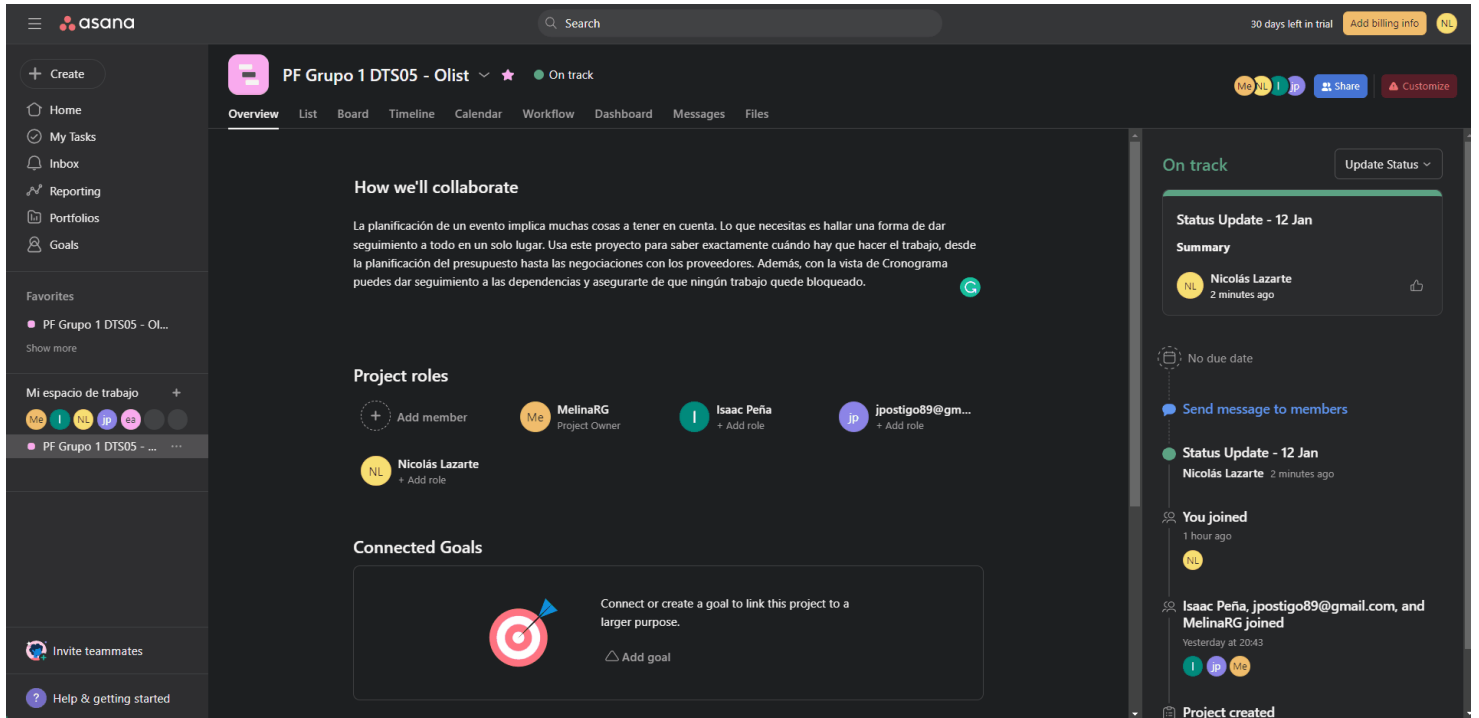 asana
Search
30 days left in trial
Add billing info
NL
Create
Home
My Tasks
Inbox
Reporting
Portfolios
Goals
Favorites
PF Grupo 1 DTS05 - Ol...
Show more
Mi espacio de trabajo
Me I NL jp ea
PF Grupo 1 DTS05 - ...
Invite teammates
? Help & getting started
PF Grupo 1 DTS05 - Olist
On track
Me NL I jp
Share
Customize
Overview List Board Timeline Calendar Workflow Dashboard Messages Files
How we'll collaborate
La planificación de un evento implica muchas cosas a tener en cuenta. Lo que necesitas es hallar una forma de dar
seguimiento a todo en un solo lugar. Usa este proyecto para saber exactamente cuándo hay que hacer el trabajo, desde
la planificación del presupuesto hasta las negociaciones con los proveedores. Además, con la vista de Cronograma
puedes dar seguimiento a las dependencias y asegurarte de que ningún trabajo quede bloqueado.
Project roles
Add member
Me MelinaRG
Project Owner
I Isaac Peña
+ Add role
jp jpostigo89@gm...
+ Add role
NL Nicolás Lazarte
+ Add role
Connected Goals
Connect or create a goal to link this project to a
larger purpose.
Add goal
On track
Update Status
Status Update - 12 Jan
Summary
NL Nicolás Lazarte
2 minutes ago
No due date
Send message to members
Status Update - 12 Jan
Nicolás Lazarte 2 minutes ago
You joined
1 hour ago
NL
Isaac Peña, jpostigo89@gmail.com, and
MelinaRG joined
Yesterday at 20:43
I jp Me
Project created